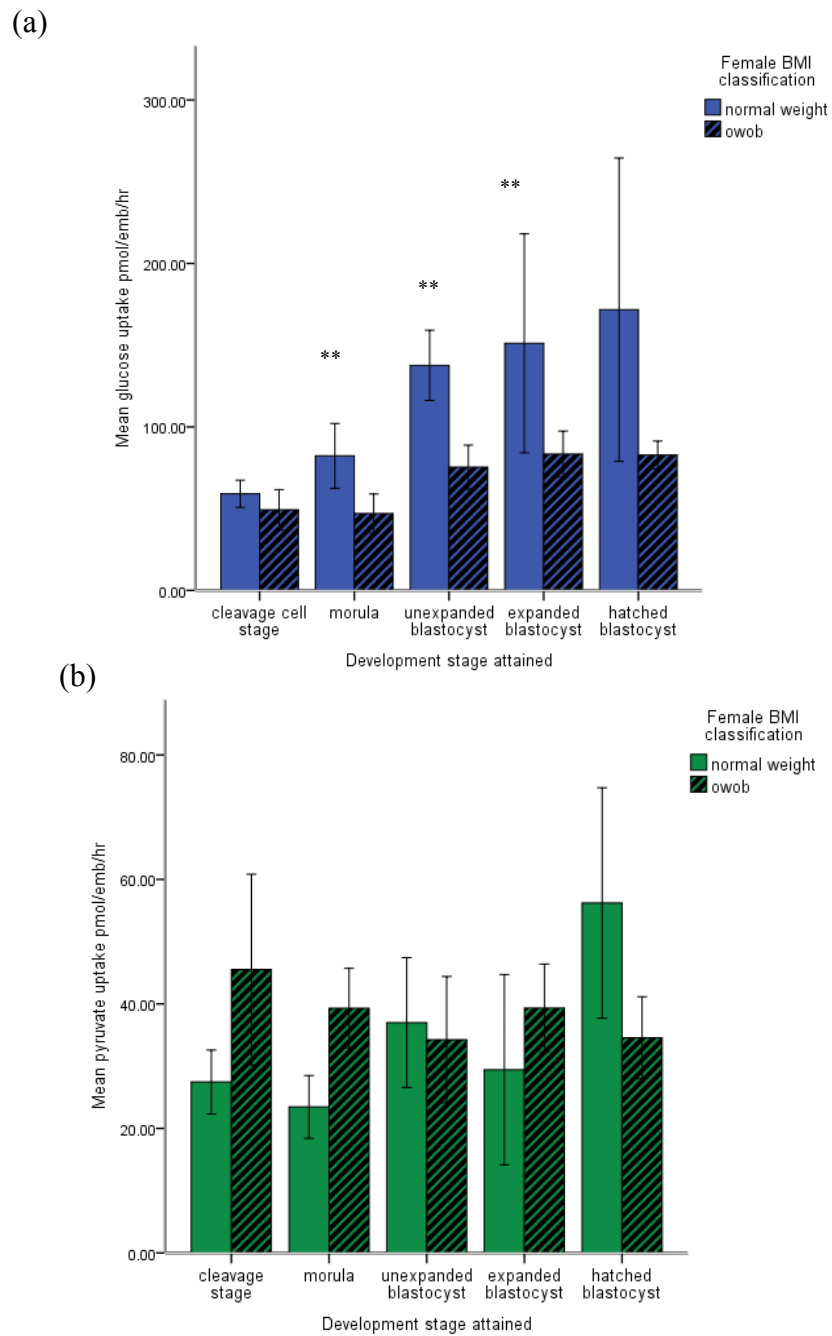 (a)
Female BMI
classification
normal weight
owob
Mean glucose uptake pmol/emb/hr
300.00
200.00
100.00
0.00
**
**
**
cleavage cell
stage
morula
unexpanded
blastocyst
expanded
blastocyst
hatched
blastocyst
Development stage attained
(b)
Female BMI
classification
normal weight
owob
Mean pyruvate uptake pmol/emb/hr
80.00
60.00
40.00
20.00
0.00
cleavage
stage
morula
unexpanded
blastocyst
expanded
blastocyst
hatched
blastocyst
Development stage attained